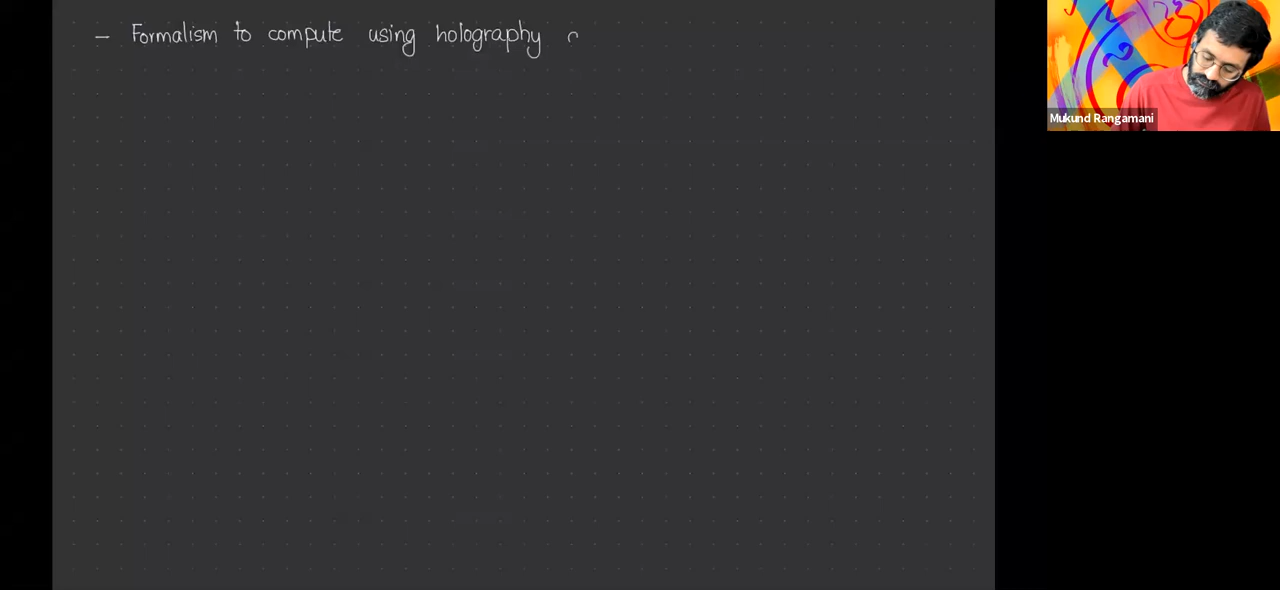 – Formalism to compute using holography
Mukund Rangamani